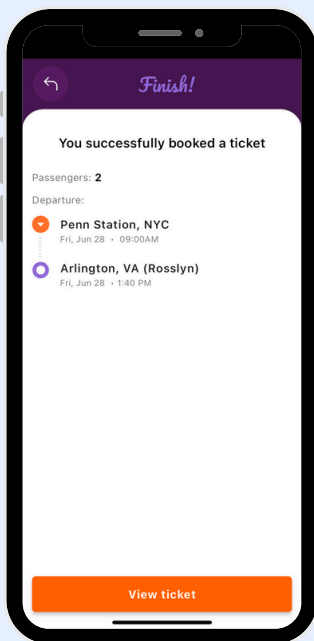 Finish!
You successfully booked a ticket
Passengers: 2
Departure:
Penn Station, NYC
Fri, Jun 28 • 09:00AM
Arlington, VA (Rosslyn)
Fri, Jun 28 • 1:40 PM
View ticket